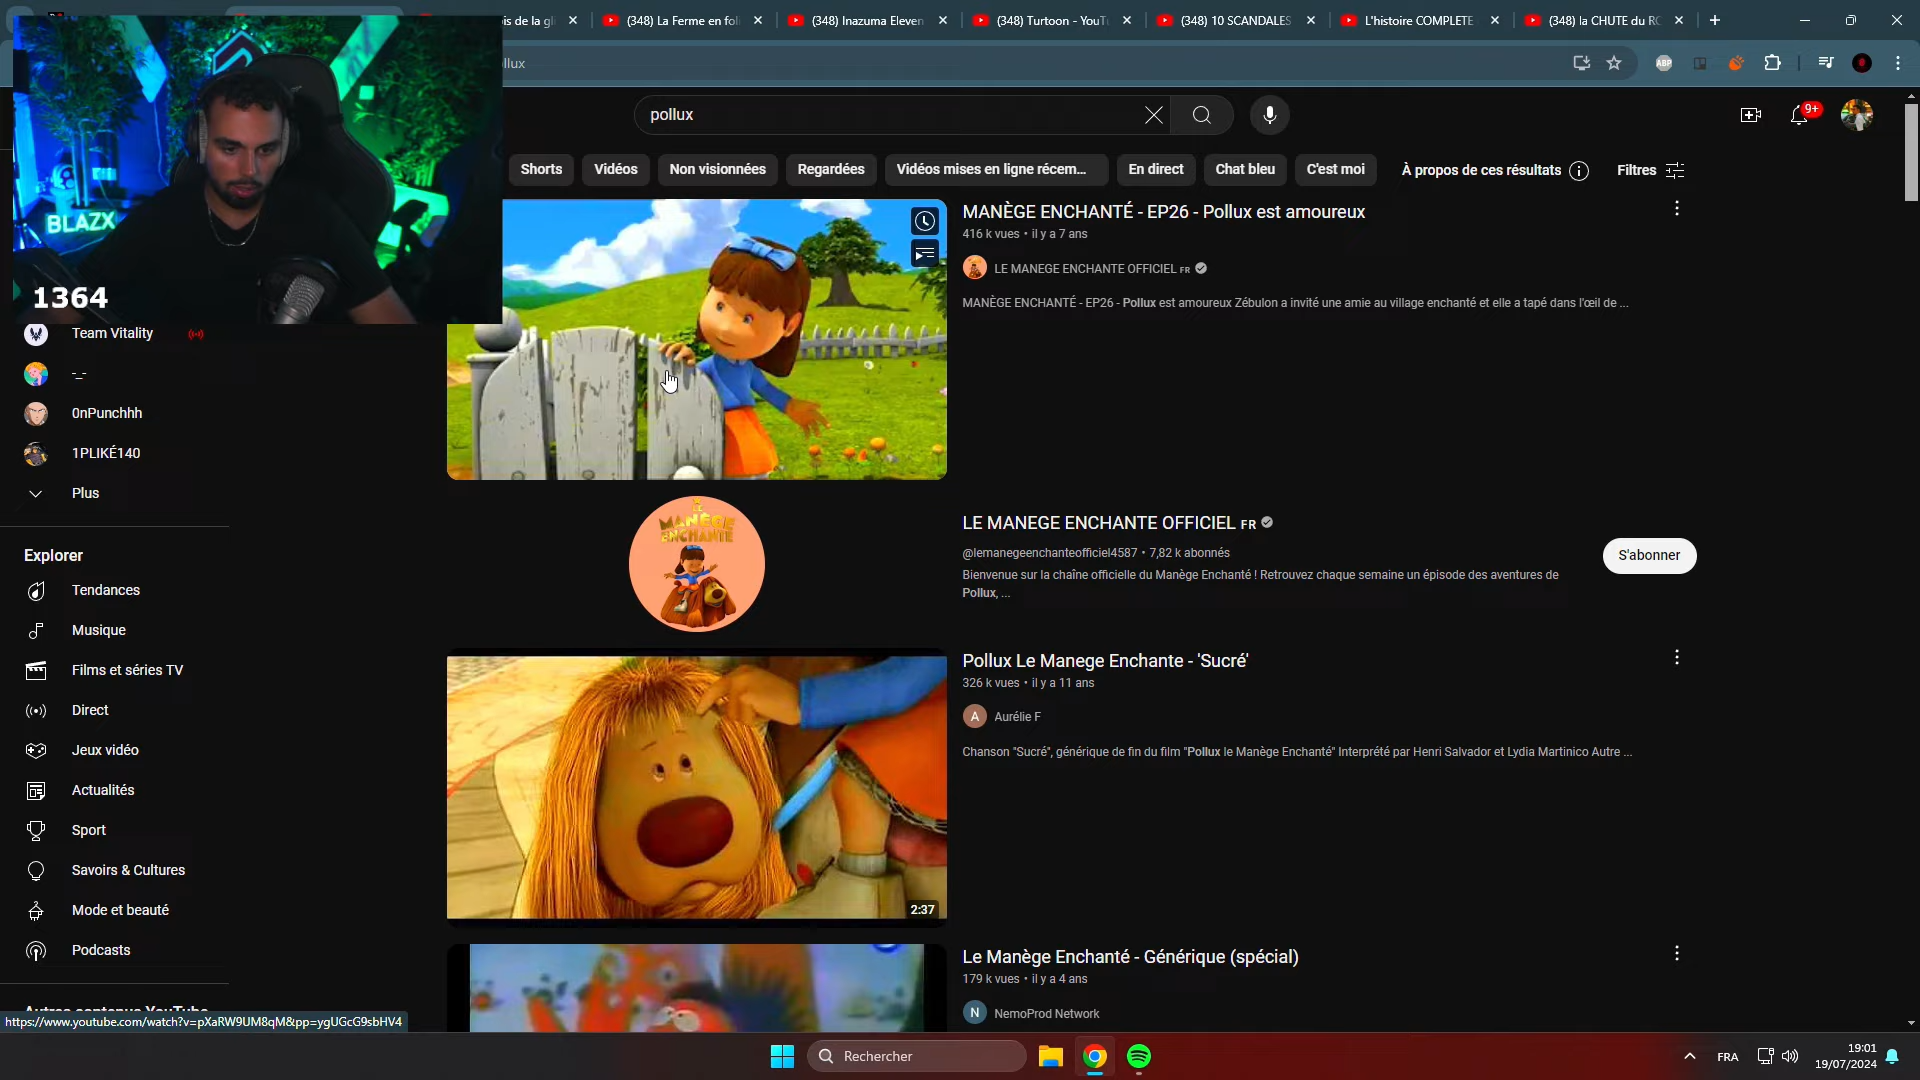 ois de la gl
(348) La Ferme en foli
(348) Inazuma Eleven
(348) Turtoon - YouT
(348) 10 SCANDALES
L'histoire COMPLETE
(348) la CHUTE du RO
llux
ABP
pollux
9+
Shorts
Vidéos
Non visionnées
Regardées
Vidéos mises en ligne récem...
En direct
Chat bleu
C'est moi
À propos de ces résultats
Filtres
BLAZX
1364
Team Vitality
-_-
0nPunchhh
1PLIKÉ140
Plus
Explorer
Tendances
Musique
Films et séries TV
Direct
Jeux vidéo
Actualités
Sport
Savoirs & Cultures
Mode et beauté
Podcasts
https://www.youtube.com/watch?v=pXaRW9UM8qM&pp=ygUGcG9sbHV4
MANÈGE ENCHANTÉ - EP26 - Pollux est amoureux
416 k vues • il y a 7 ans
LE MANEGE ENCHANTE OFFICIEL FR
MANÈGE ENCHANTÉ - EP26 - Pollux est amoureux Zébulon a invité une amie au village enchanté et elle a tapé dans l'œil de ...
LE MANÈGE ENCHANTÉ
LE MANEGE ENCHANTE OFFICIEL FR
@lemanegeenchanteofficiel4587 • 7,82 k abonnés
Bienvenue sur la chaîne officielle du Manège Enchanté ! Retrouvez chaque semaine un épisode des aventures de
Pollux, ...
S'abonner
2:37
Pollux Le Manege Enchante - 'Sucré'
326 k vues • il y a 11 ans
A
Aurélie F
Chanson "Sucré", générique de fin du film "Pollux le Manège Enchanté" Interprété par Henri Salvador et Lydia Martinico Autre ...
Le Manège Enchanté - Générique (spécial)
179 k vues • il y a 4 ans
N
NemoProd Network
Rechercher
FRA
19:01
19/07/2024